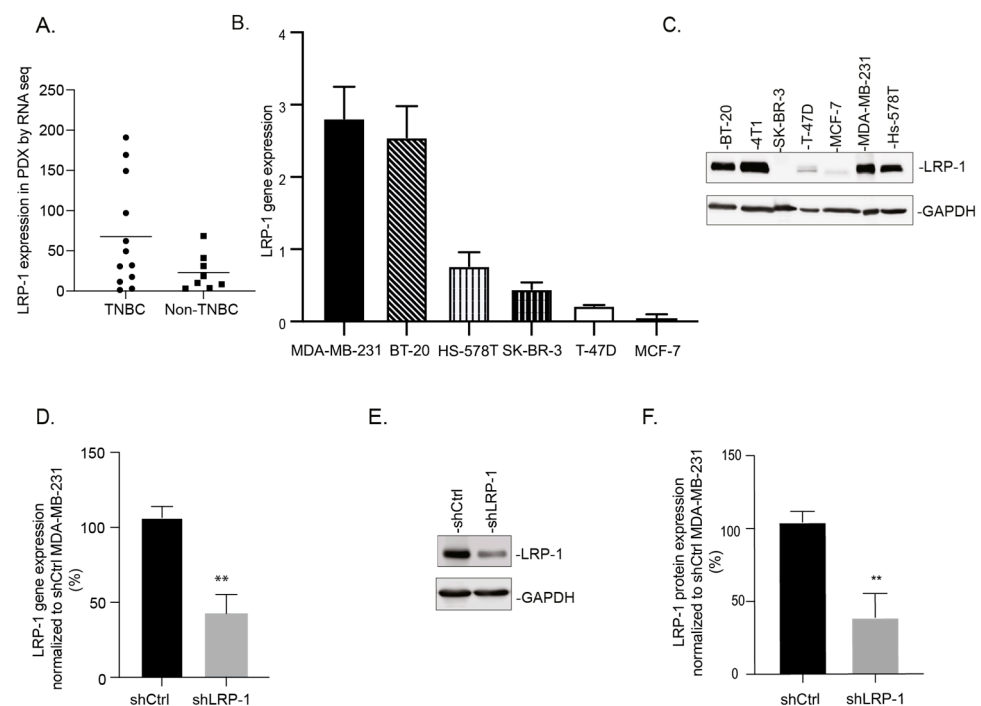 A.
LRP-1 expression in PDX by RNA seq
250
200
150
100
50
0
TNBC
Non-TNBC
B.
LRP-1 gene expression
4
3
2
1
0
MDA-MB-231
BT-20
HS-578T
SK-BR-3
T-47D
MCF-7
C.
-BT-20
-4T1
-SK-BR-3
-T-47D
-MCF-7
-MDA-MB-231
-Hs-578T
-LRP-1
-GAPDH
D.
LRP-1 gene expression
normalized to shCtrl MDA-MB-231
(%)
150
100
50
0
**
shCtrl
shLRP-1
E.
-shCtrl
-shLRP-1
-LRP-1
-GAPDH
F.
LRP-1 protein expression
normalized to shCtrl MDA-MB-231
(%)
150
100
50
0
**
shCtrl
shLRP-1